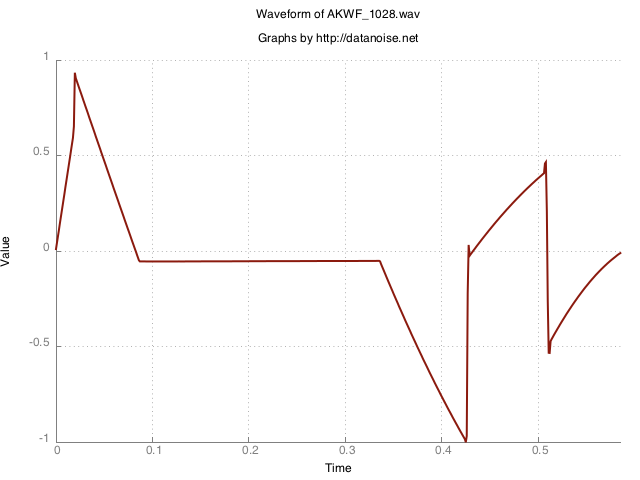 Waveform of AKWF_1028.wav
Graphs by http://datanoise.net
1
0.5
0
-0.5
-1
Value
0 0.1 0.2 0.3 0.4 0.5
Time